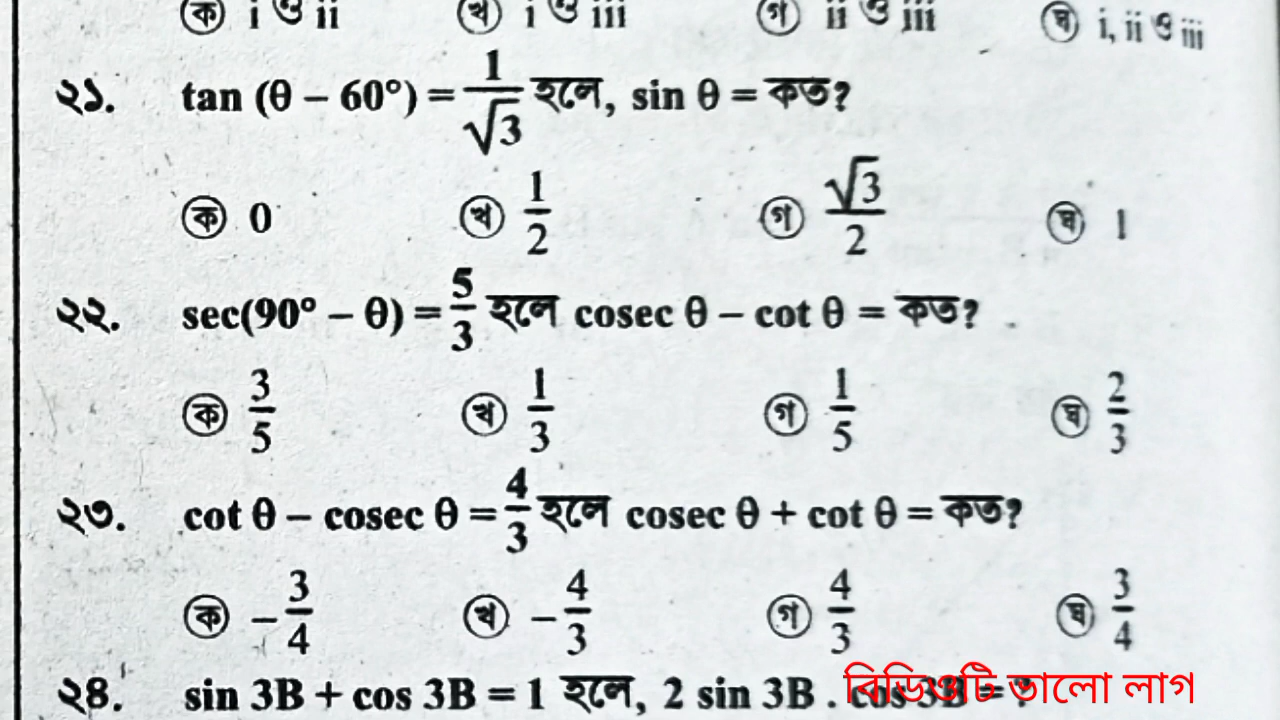 ক i ও ii খ i ও iii গ ii ও iii ঘ i, ii ও iii
২১. tan (θ – 60°) = 1/√3 হলে, sin θ = কত?
ক 0 খ 1/2 গ √3/2 ঘ 1
২২. sec(90° – θ) = 5/3 হলে cosec θ – cot θ = কত?
ক 3/5 খ 1/3 গ 1/5 ঘ 2/3
২৩. cot θ – cosec θ = 4/3 হলে cosec θ + cot θ = কত?
ক –3/4 খ –4/3 গ 4/3 ঘ 3/4
২৪. sin 3B + cos 3B = 1 হলে, 2 sin 3B . cos 3B = ?
বিডিওটি ভালো লাগ